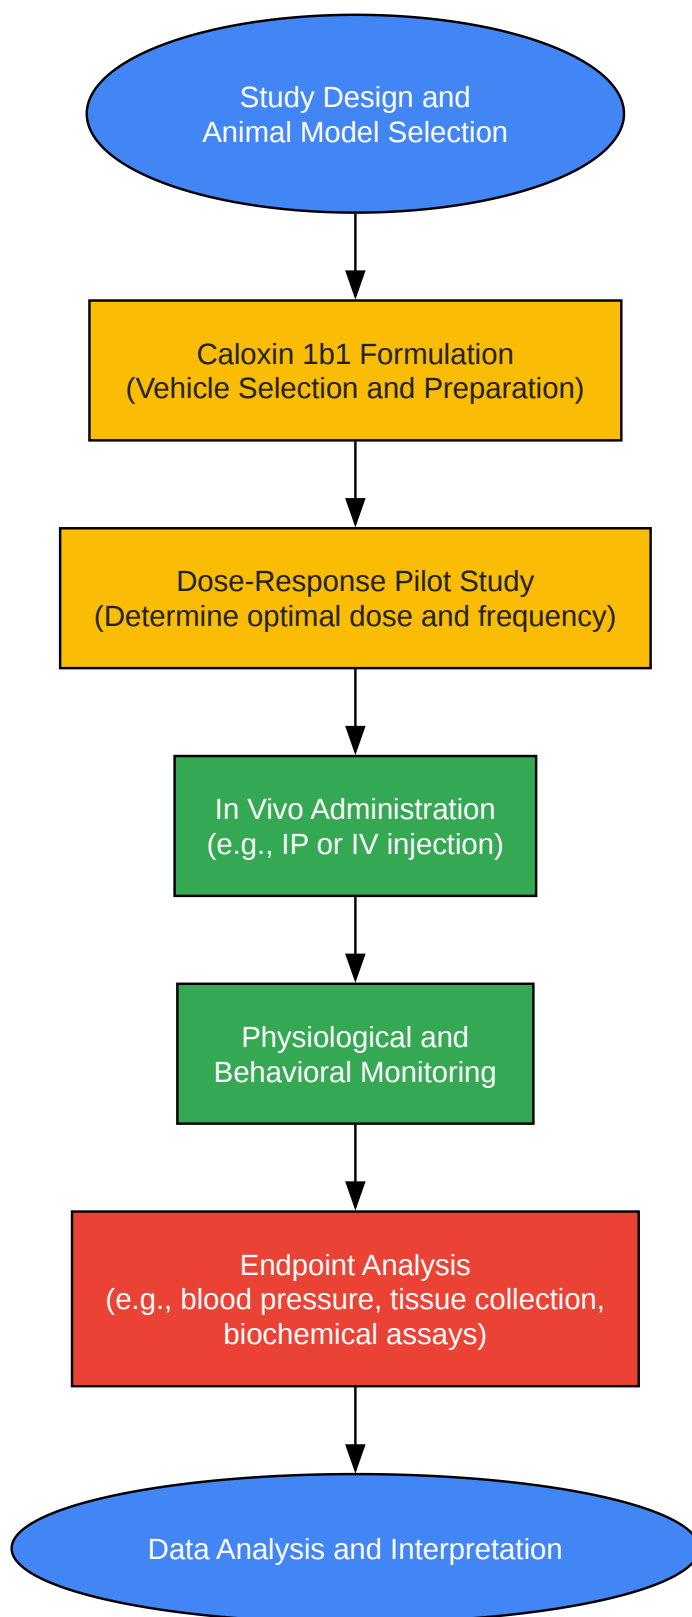 Study Design and
Animal Model Selection
Caloxin 1b1 Formulation
(Vehicle Selection and Preparation)
Dose-Response Pilot Study
(Determine optimal dose and frequency)
In Vivo Administration
(e.g., IP or IV injection)
Physiological and
Behavioral Monitoring
Endpoint Analysis
(e.g., blood pressure, tissue collection,
biochemical assays)
Data Analysis and Interpretation